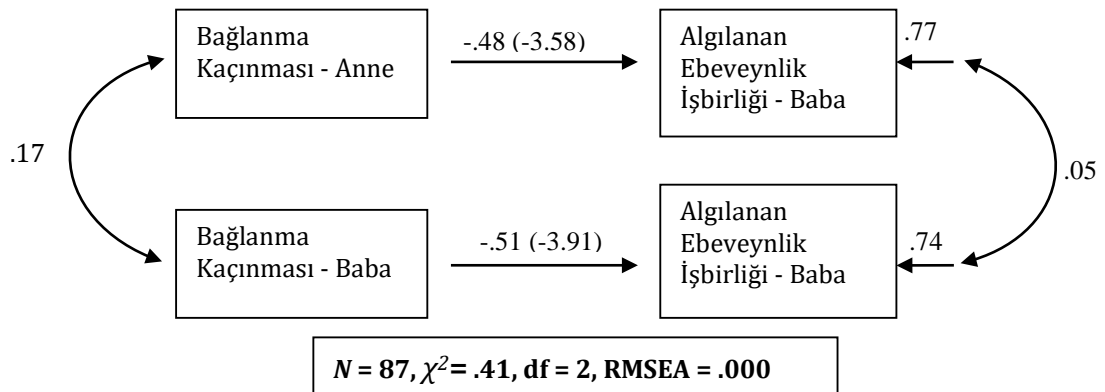 Bağlanma
Kaçınması - Anne
-.48 (-3.58)
Algılanan
Ebeveynlik
İşbirliği - Baba
.77
.17
.05
Bağlanma
Kaçınması - Baba
-.51 (-3.91)
Algılanan
Ebeveynlik
İşbirliği - Baba
.74
N = 87, χ²= .41, df = 2, RMSEA = .000